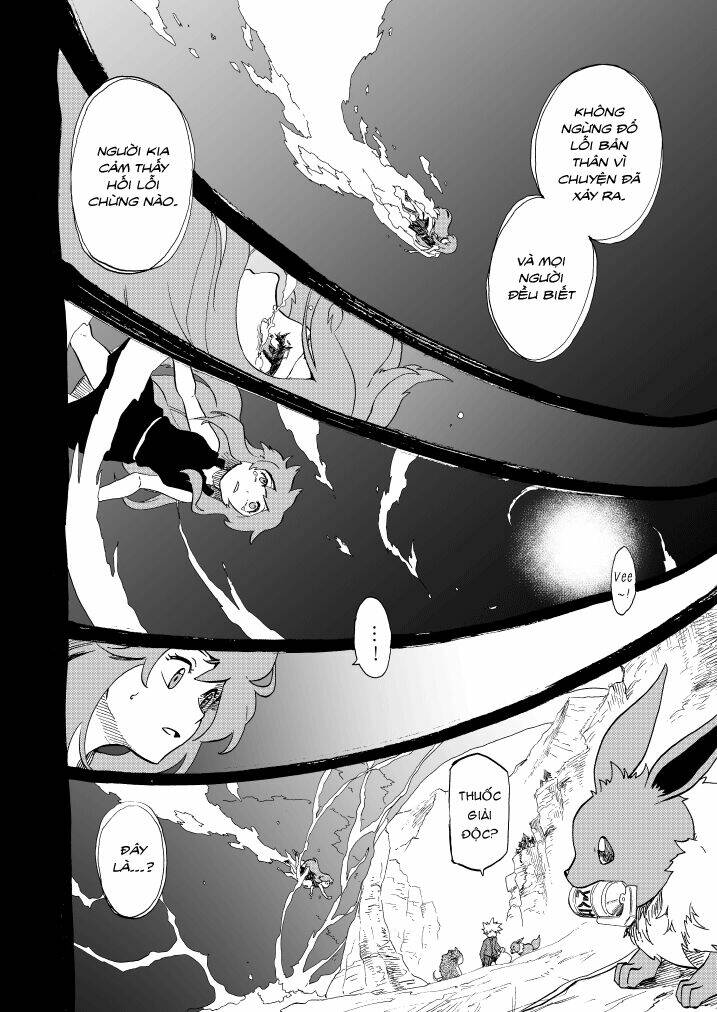 KHÔNG
NGỪNG ĐỔ
LỖI BẢN
THÂN VÌ
CHUYỆN ĐÃ
XẢY RA.
VÀ MỌI
NGƯỜI
ĐỀU BIẾT
NGƯỜI KIA
CẢM THẤY
HỐI LỖI
CHỪNG NÀO.
Vee
~!
...!
THUỐC
GIẢI
ĐỘC?
ĐÂY
LÀ...?